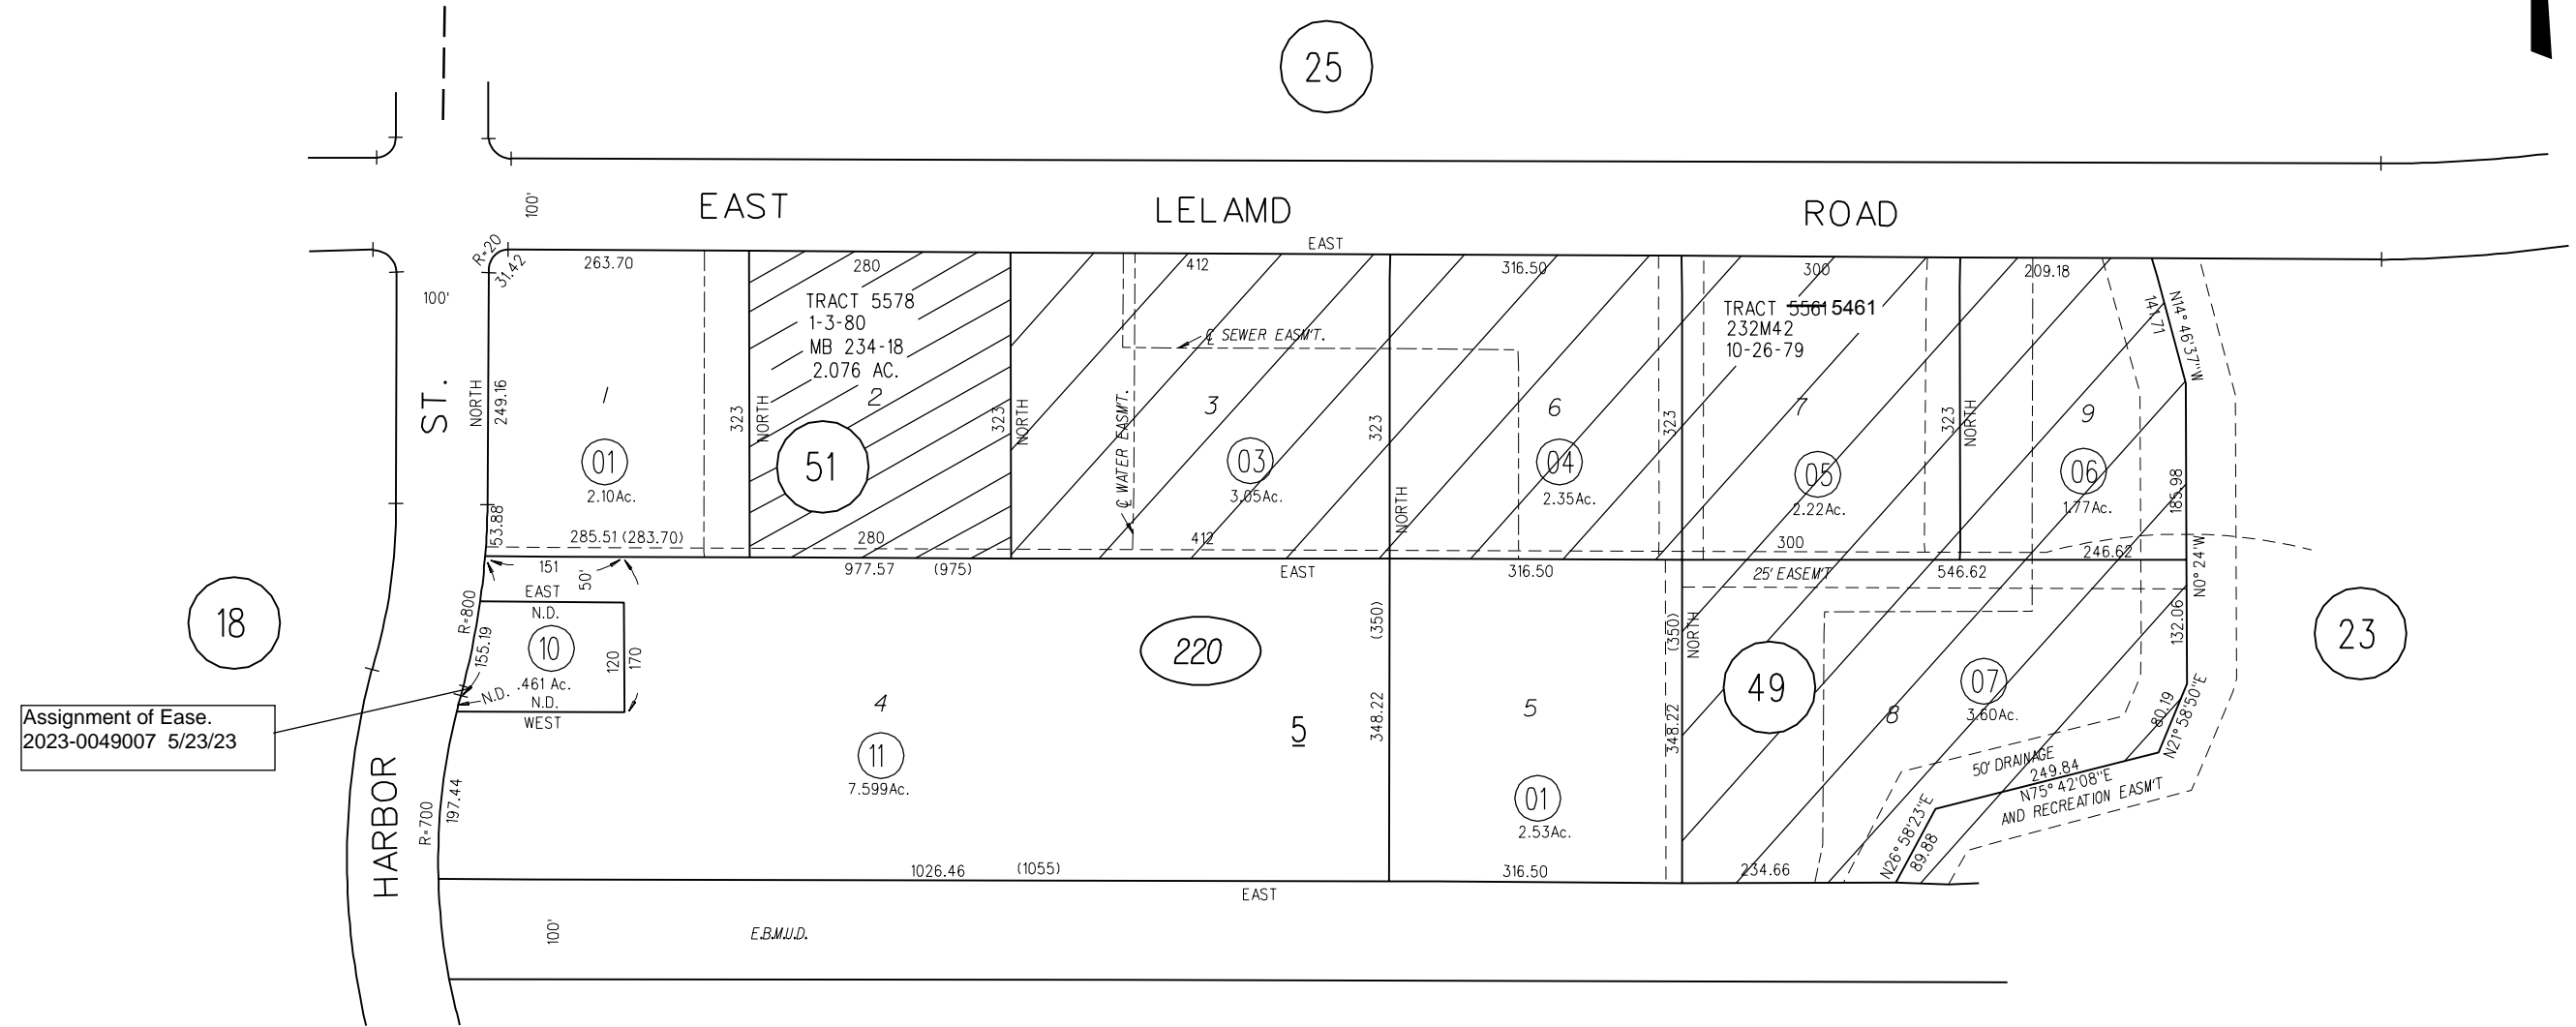 25
EAST LELAMD ROAD
100'
R=20
31.42
263.70
280
EAST
412
316.50
300
209.18
100'
TRACT 5578
1-3-80
MB 234-18
2.076 AC.
2
℄ SEWER EASM'T.
TRACT 5561 5461
232M42
10-26-79
141.71
N14°46'37"W
ST.
NORTH
249.16
1
01
2.10Ac.
323
NORTH
51
323
NORTH
℄ WATER EASM'T.
3
03
3.05Ac.
323
NORTH
6
04
2.35Ac.
323
7
05
2.22Ac.
323
NORTH
9
06
1.77Ac.
185.98
53.88
285.51 (283.70)
280
412
300
246.62
N0°24'W
151
50'
977.57 (975)
EAST
316.50
25' EASEM'T
546.62
18
R=800
155.19
EAST
N.D.
10
.461 Ac.
N.D.
N.D.
WEST
120
170
220
(350)
(350)
NORTH
132.06
23
Assignment of Ease.
2023-0049007 5/23/23
4
11
7.599Ac.
5
348.22
5
01
2.53Ac.
348.22
49
07
3.60Ac.
8
80.19
N21°58'50"E
50' DRAINAGE
249.84
N75°42'08"E
AND RECREATION EASM'T
N26°58'23"E
89.88
HARBOR
R=700
197.44
1026.46 (1055)
316.50
234.66
EAST
100'
E.B.M.U.D.